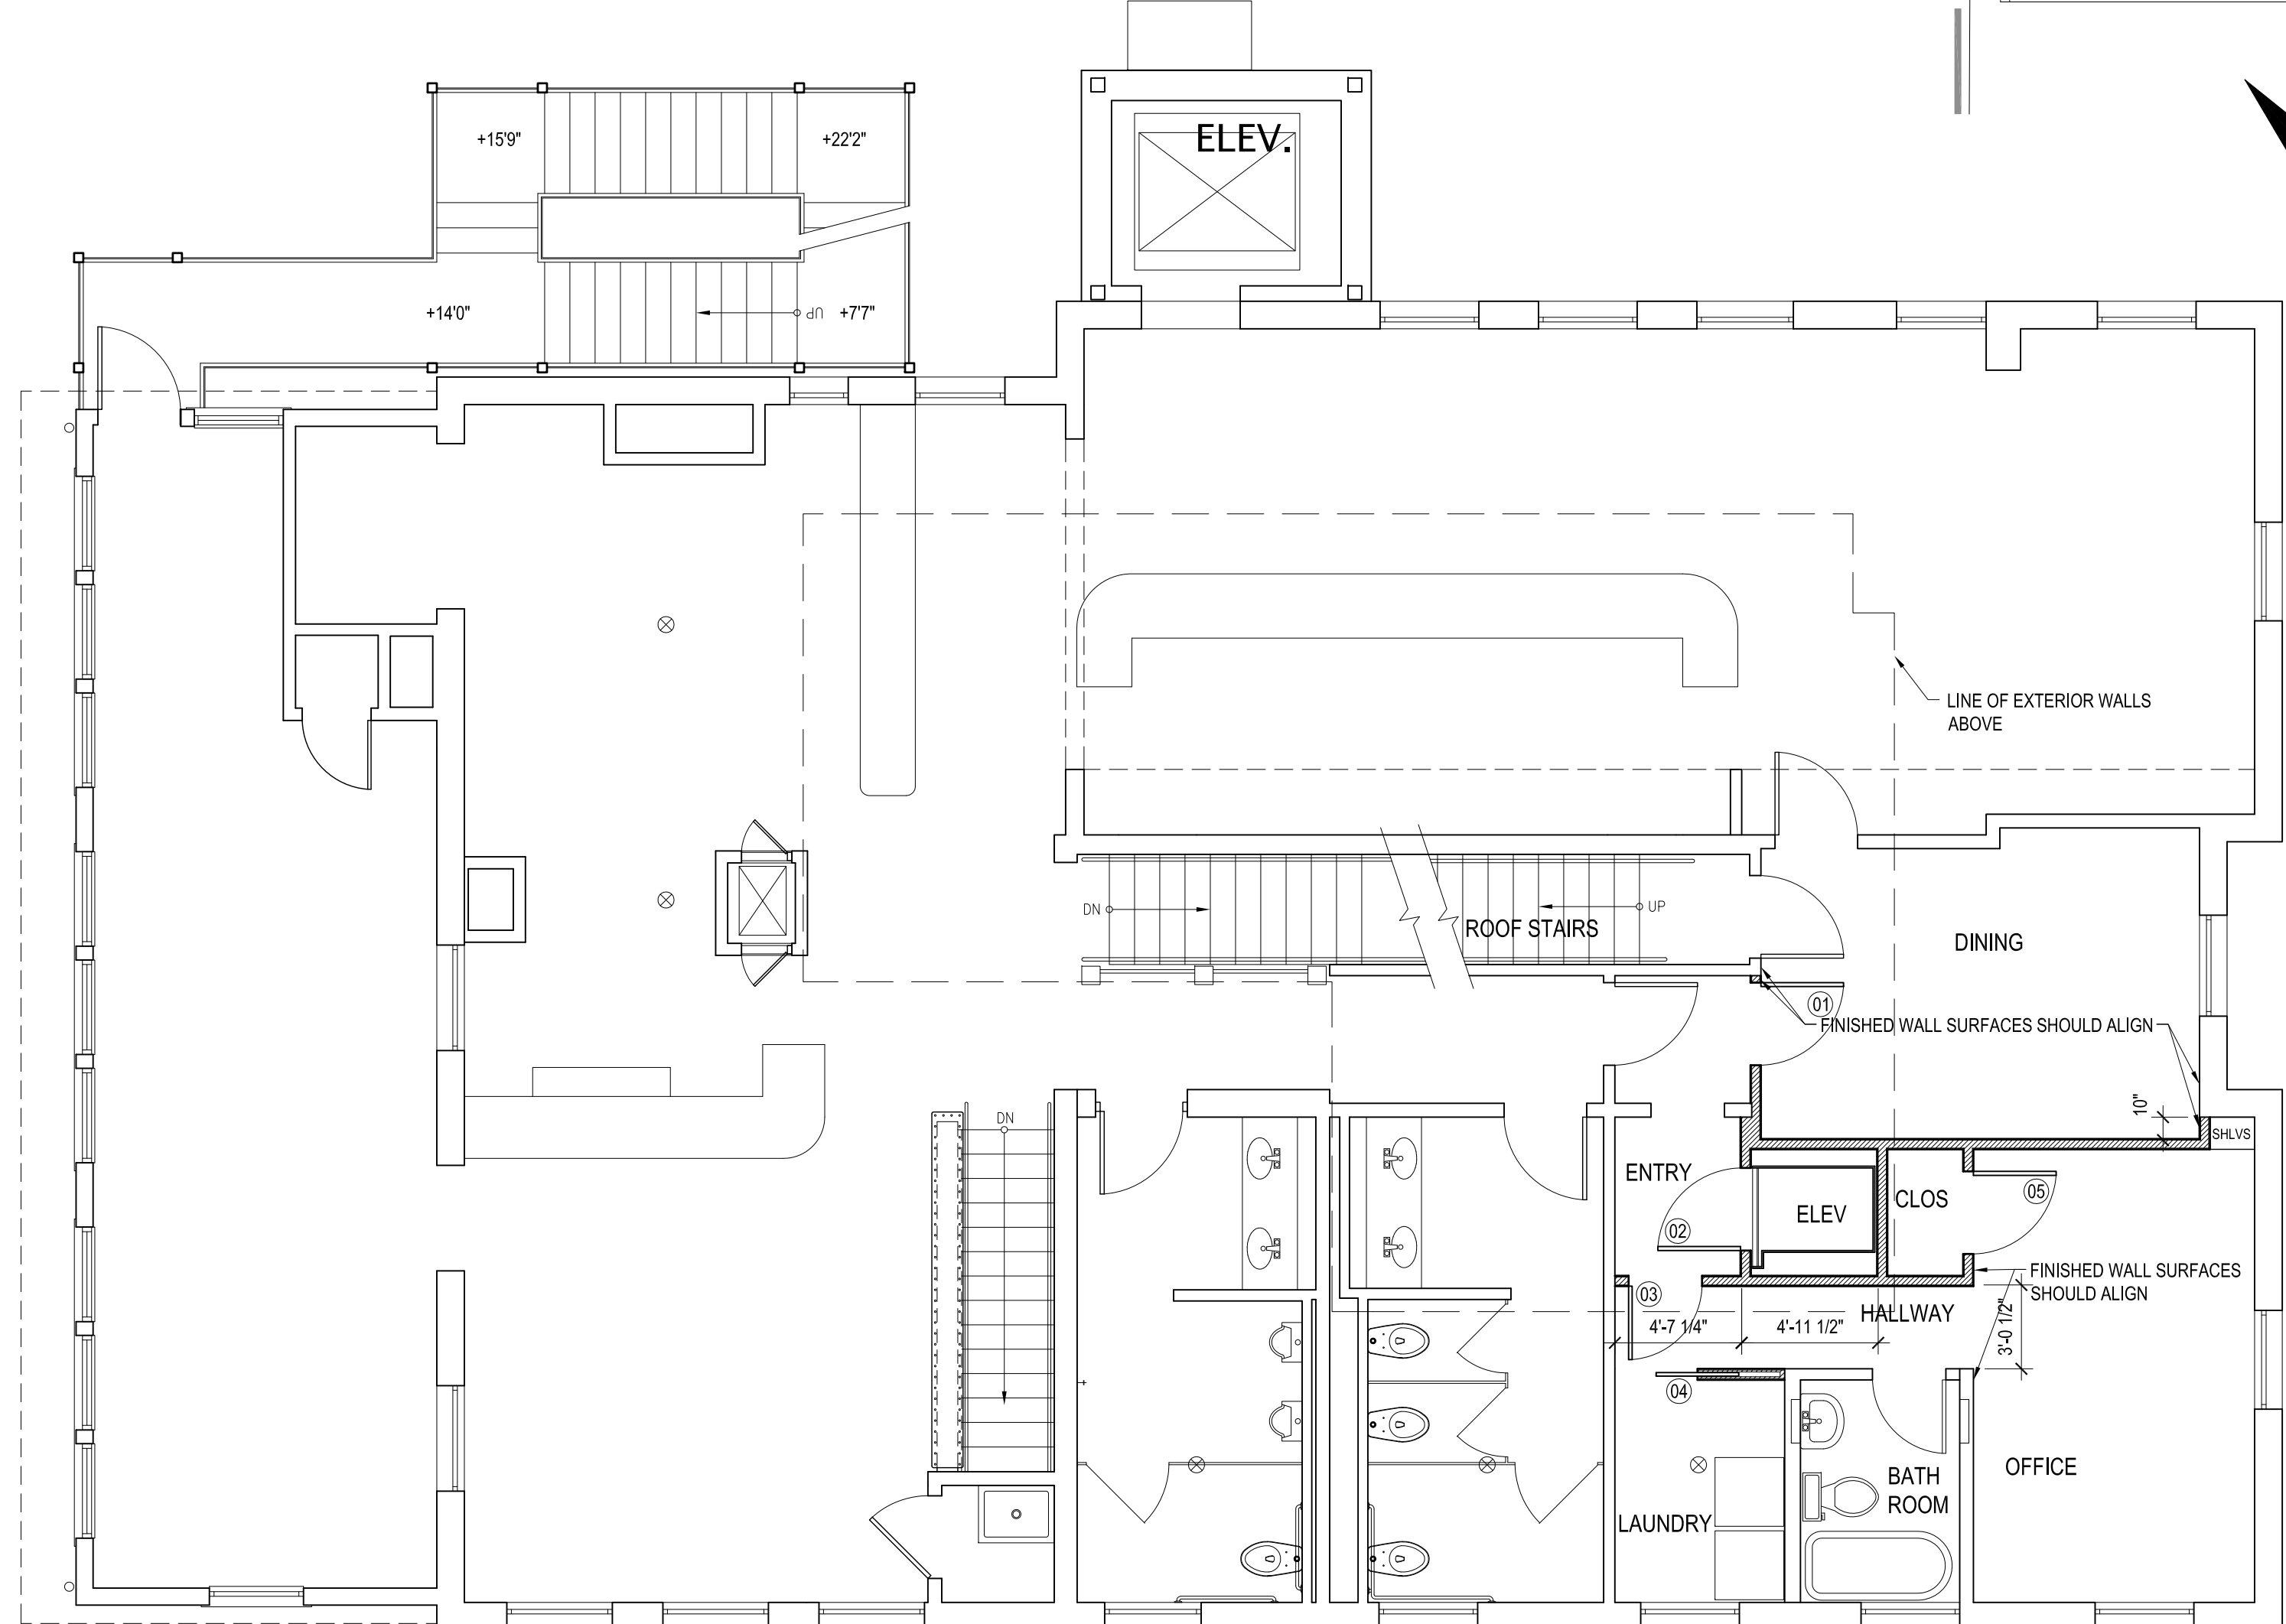 ELEV.
+15'9"
+22'2"
+14'0"
UP
+7'7"
LINE OF EXTERIOR WALLS
ABOVE
DN
UP
ROOF STAIRS
DINING
01
FINISHED WALL SURFACES SHOULD ALIGN
10"
DN
SHLVS
ENTRY
05
CLOS
ELEV
02
FINISHED WALL SURFACES
SHOULD ALIGN
03
HALLWAY
4'-7 1/4"
4'-11 1/2"
3'-0 1/2"
04
OFFICE
BATH
ROOM
LAUNDRY